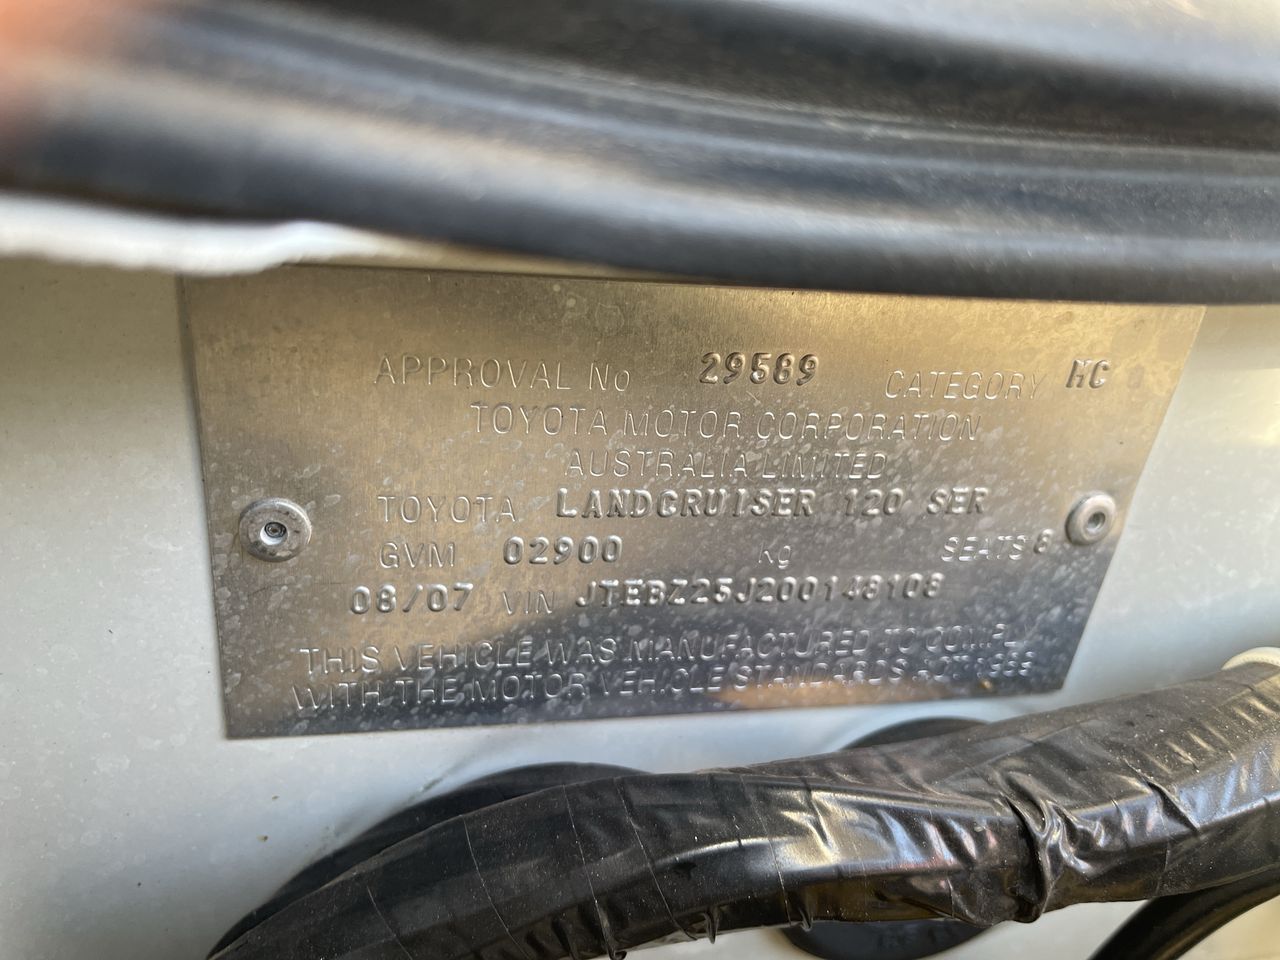 APPROVAL No 29589 CATEGORY MC
TOYOTA MOTOR CORPORATION
AUSTRALIA LIMITED
TOYOTA LANDCRUISER 120 SER
GVM 02900 kg SEATS 8
08/07 VIN JTEBZ25J200148108
THIS VEHICLE WAS MANUFACTURED TO COMPLY
WITH THE MOTOR VEHICLE STANDARDS ACT 1989